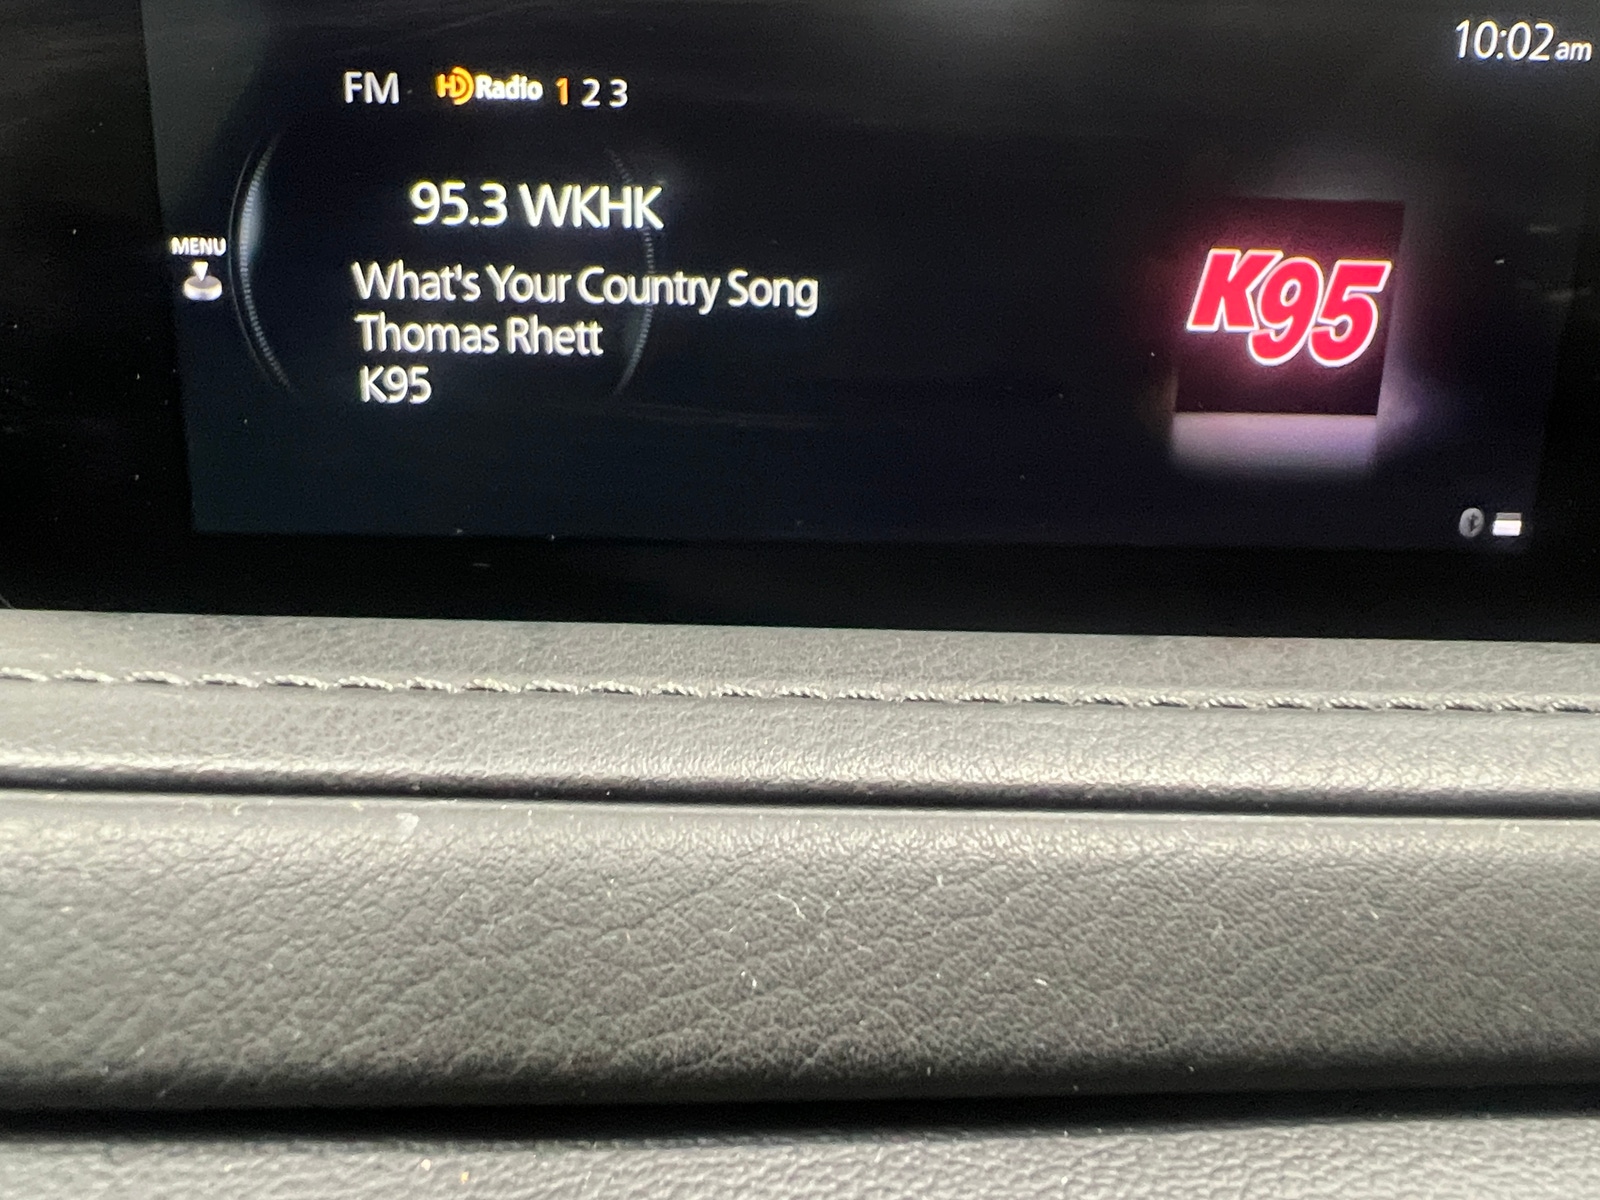 10:02am
FM HD Radio 1 2 3
95.3 WKHK
MENU
What's Your Country Song
Thomas Rhett
K95
K95